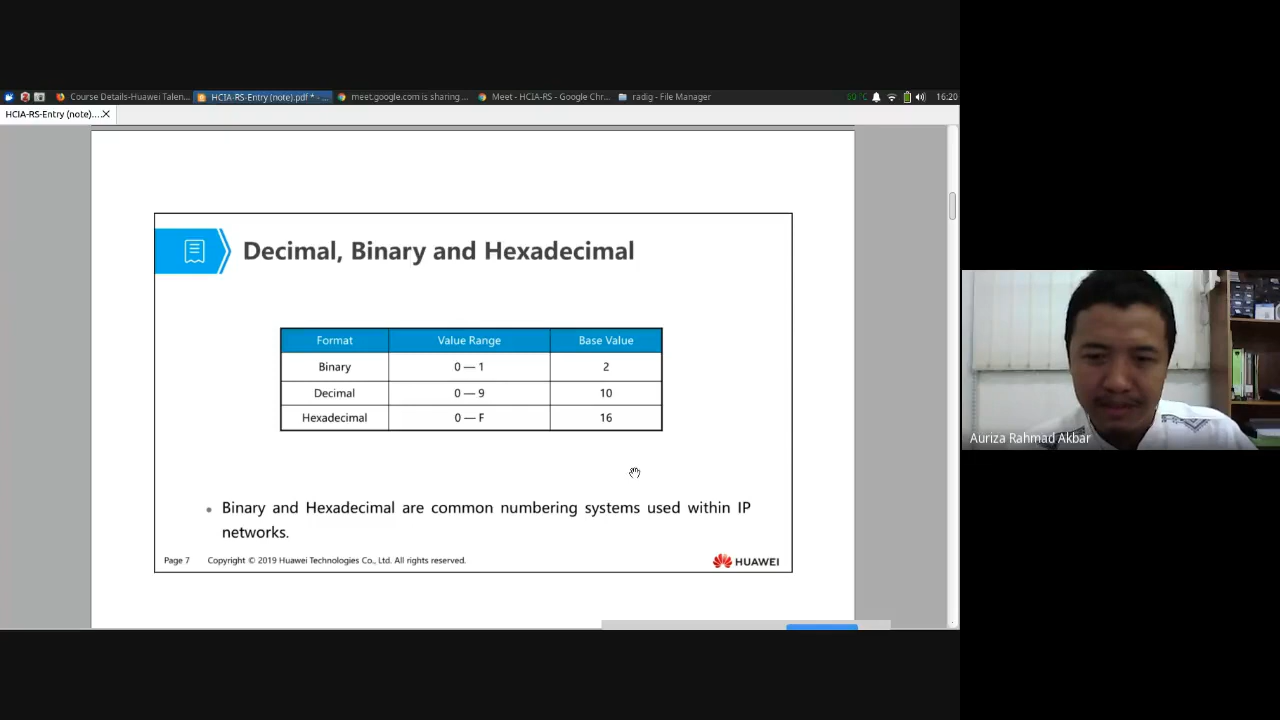 Course Details-Huawei Talen... HCIA-RS-Entry (note).pdf * - ... meet.google.com is sharing ... Meet - HCIA-RS - Google Chr... radig - File Manager 60°C 16:20
HCIA-RS-Entry (note)....
Decimal, Binary and Hexadecimal
Format Value Range Base Value
Binary 0 — 1 2
Decimal 0 — 9 10
Hexadecimal 0 — F 16
Binary and Hexadecimal are common numbering systems used within IP
networks.
Page 7 Copyright © 2019 Huawei Technologies Co., Ltd. All rights reserved.
HUAWEI
Auriza Rahmad Akbar